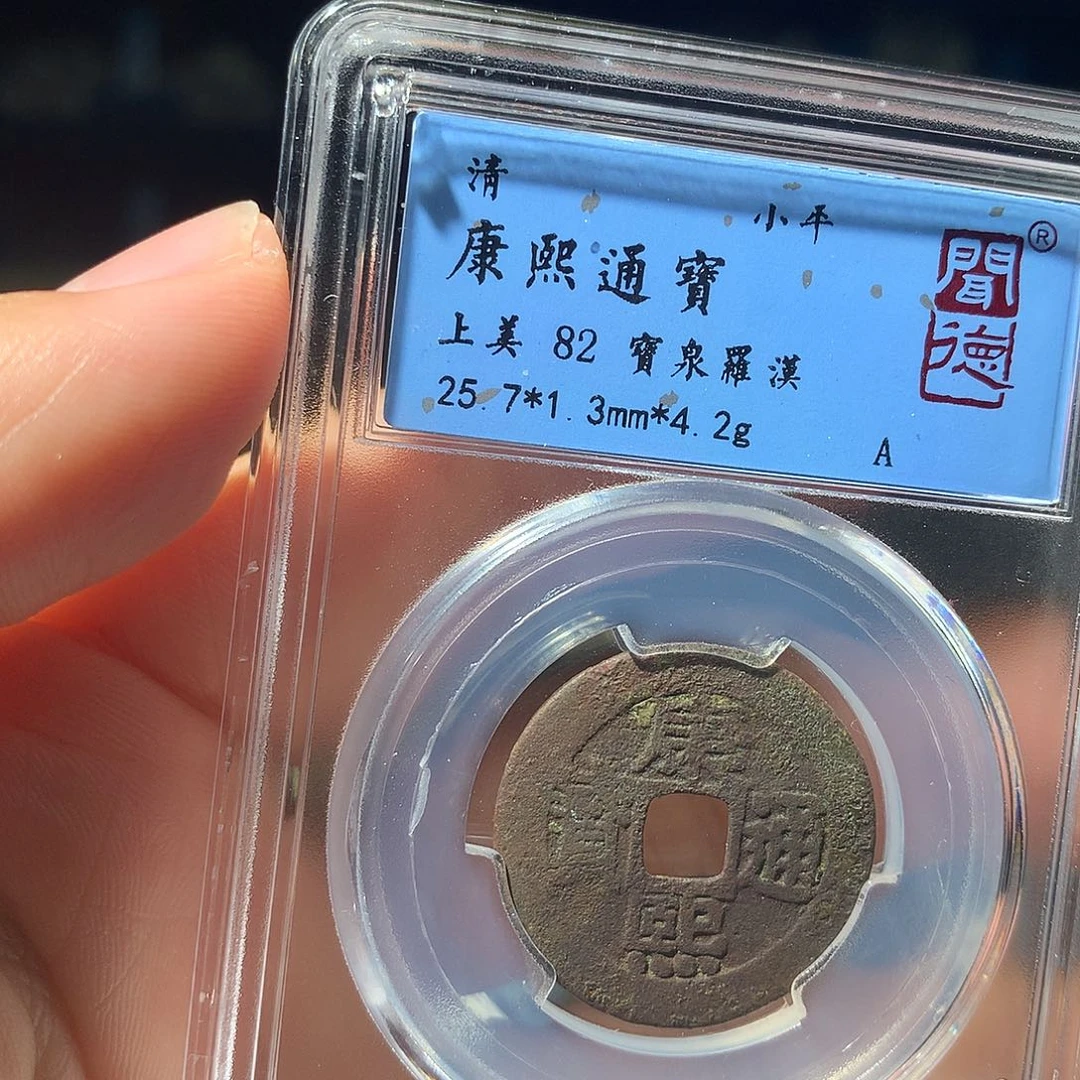 清
小平
康熙通寶
上美 82 寶泉羅漢
25.7*1.3mm*4.2g
A
聞德
®
康熙通寶